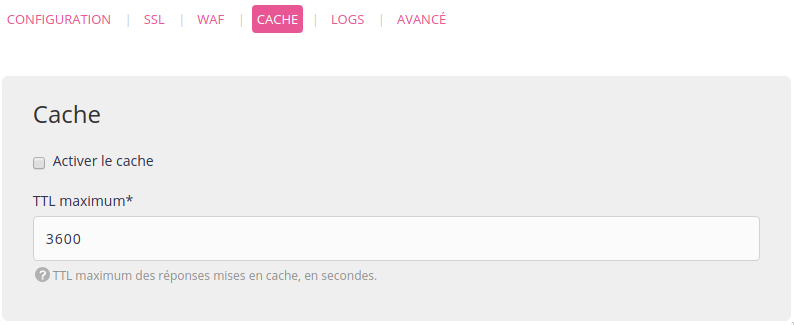 CONFIGURATION | SSL | WAF | CACHE | LOGS | AVANCÉ
Cache
Activer le cache
TTL maximum*
3600
? TTL maximum des réponses mises en cache, en secondes.